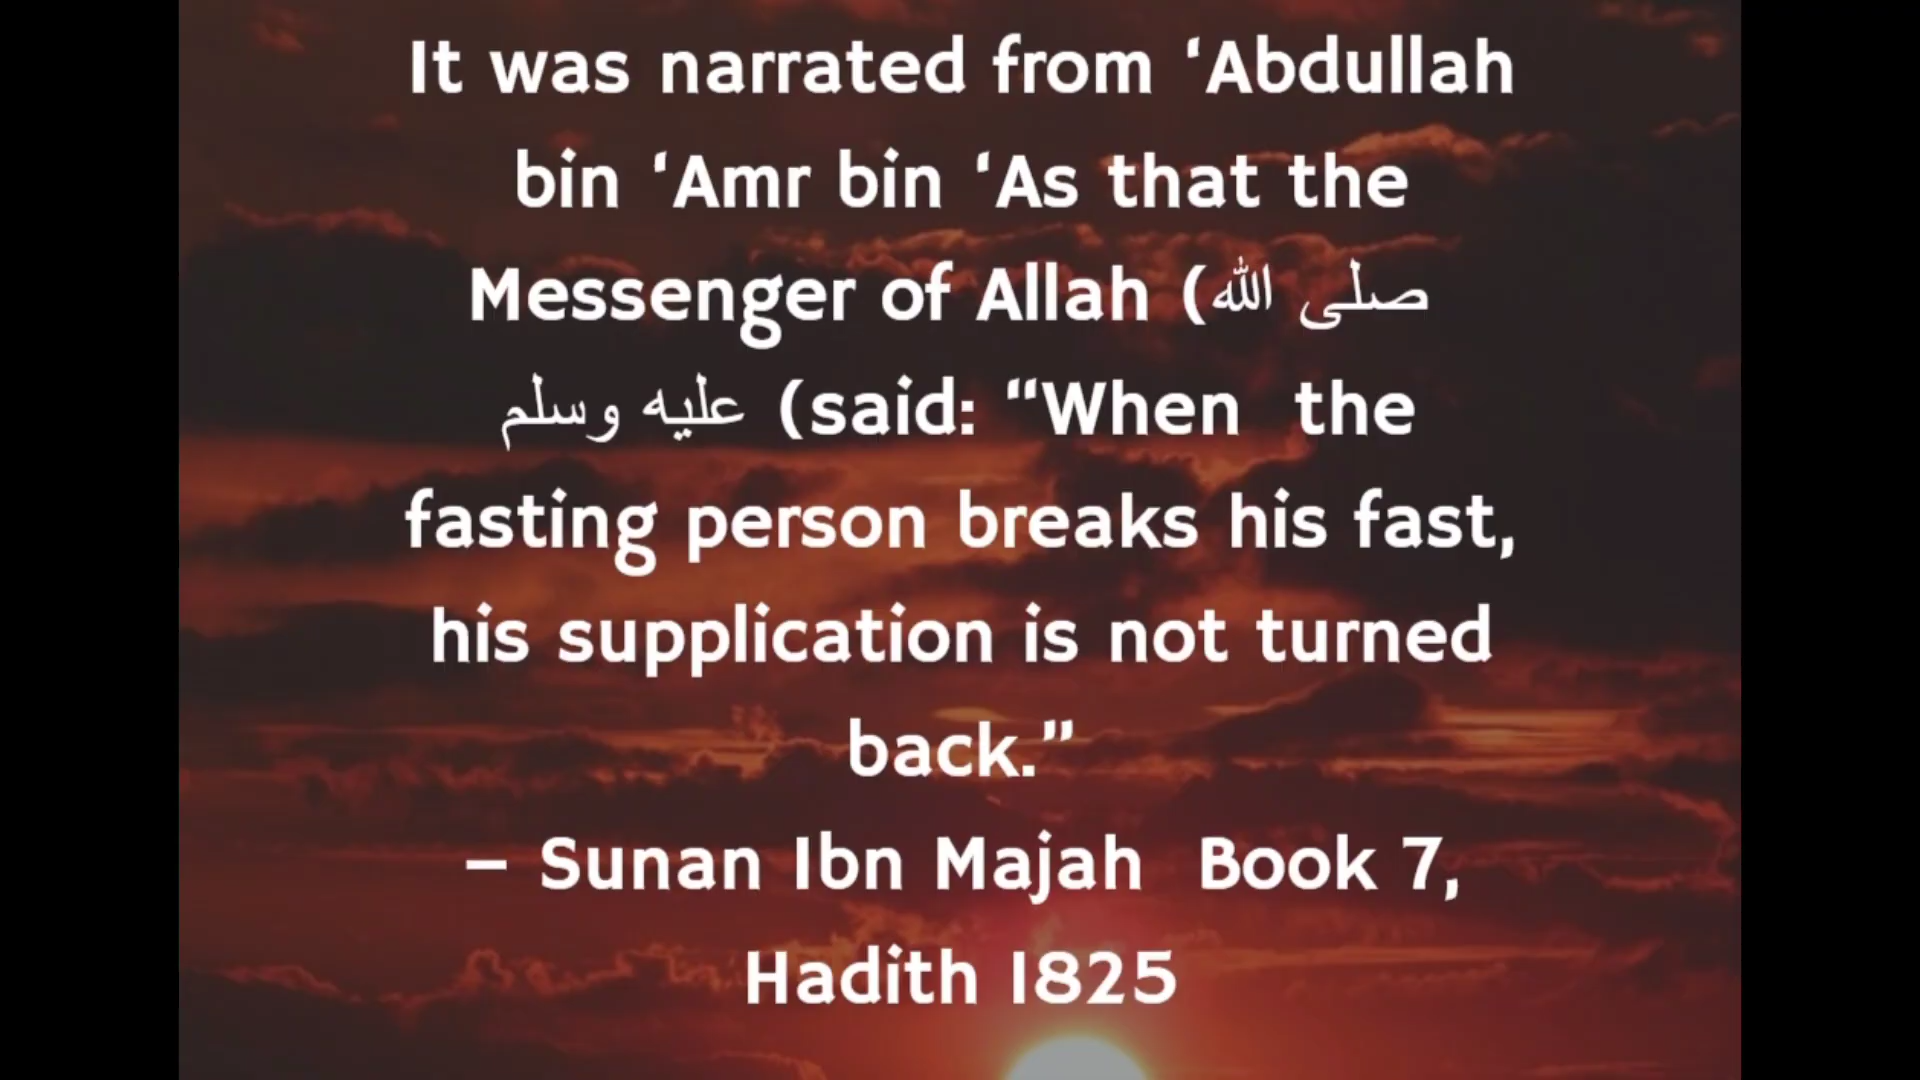 It was narrated from ‘Abdullah
bin ‘Amr bin ‘As that the
Messenger of Allah (صلى الله
عليه وسلم (said: “When  the
fasting person breaks his fast,
his supplication is not turned
back.”
– Sunan Ibn Majah  Book 7,
Hadith 1825